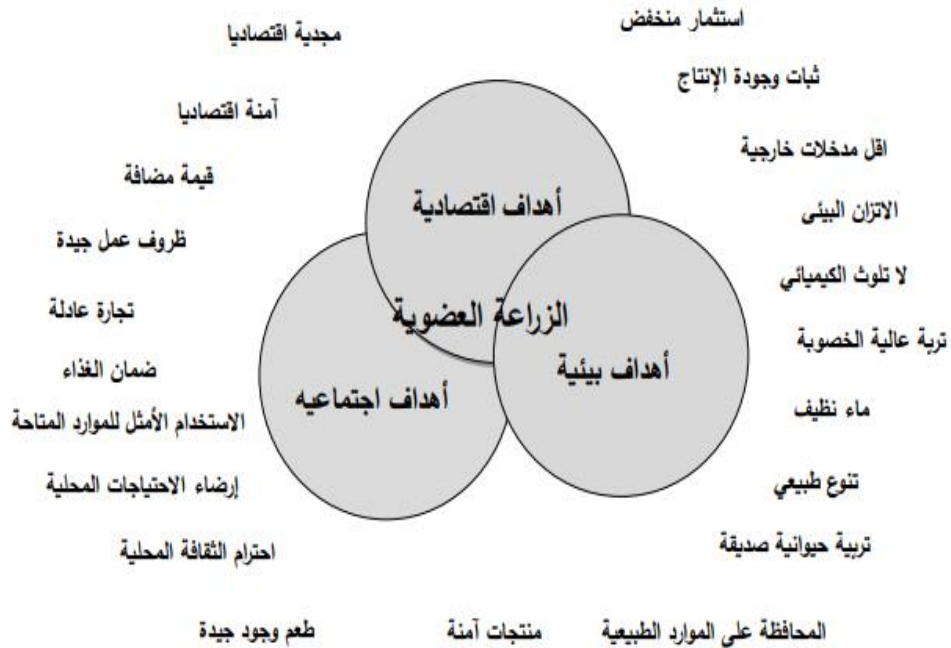 استثمار منخفض
مجدية اقتصاديا
ثبات وجودة الإنتاج
آمنة اقتصاديا
اقل مدخلات خارجية
قيمة مضافة
أهداف اقتصادية
الاتزان البيئى
ظروف عمل جيدة
لا تلوث الكيميائي
تجارة عادلة
الزراعة العضوية
تربة عالية الخصوبة
ضمان الغذاء
أهداف بيئية
أهداف اجتماعيه
ماء نظيف
الاستخدام الأمثل للموارد المتاحة
تنوع طبيعي
إرضاء الاحتياجات المحلية
تربية حيوانية صديقة
احترام الثقافة المحلية
المحافظة على الموارد الطبيعية
منتجات آمنة
طعم وجود جيدة